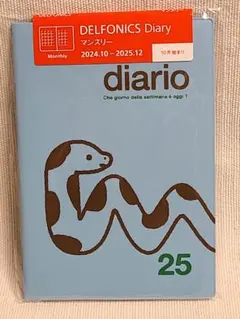 DELFONICS Diary
マンスリー
Monthly
2024.10－2025.12
10月始まり
diario
Che giorno della settimana è oggi ?
25